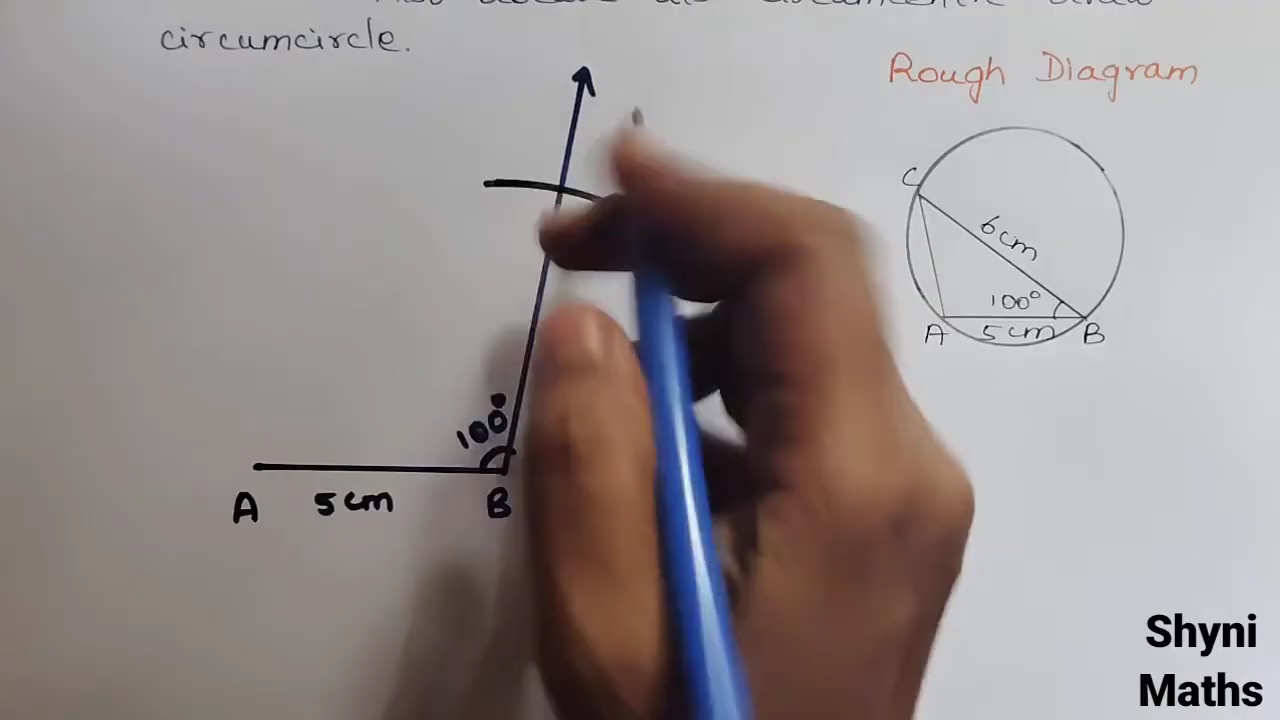 circumcircle.
Rough Diagram
C
6cm
100°
A 5cm B
100°
A 5cm B
Shyni
Maths